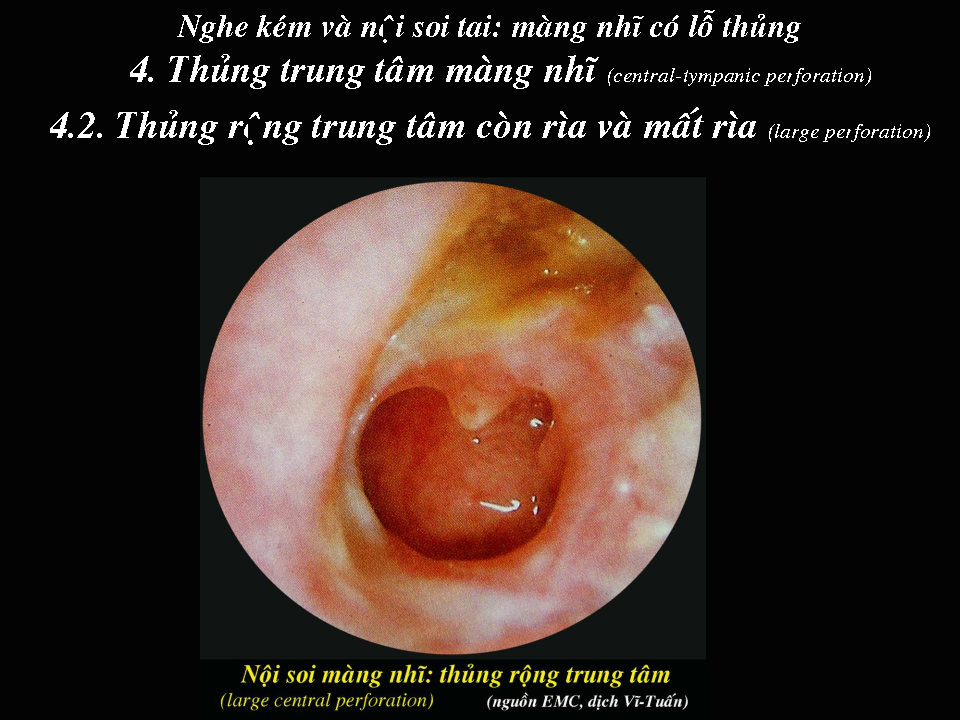 Nghe kém và nội soi tai: màng nhĩ có lỗ thủng
4. Thủng trung tâm màng nhĩ (central-tympanic perforation)
4.2. Thủng rộng trung tâm còn rìa và mất rìa (large perforation)
Nội soi màng nhĩ: thủng rộng trung tâm
(large central perforation) (nguồn EMC, dịch Vĩ-Tuấn)